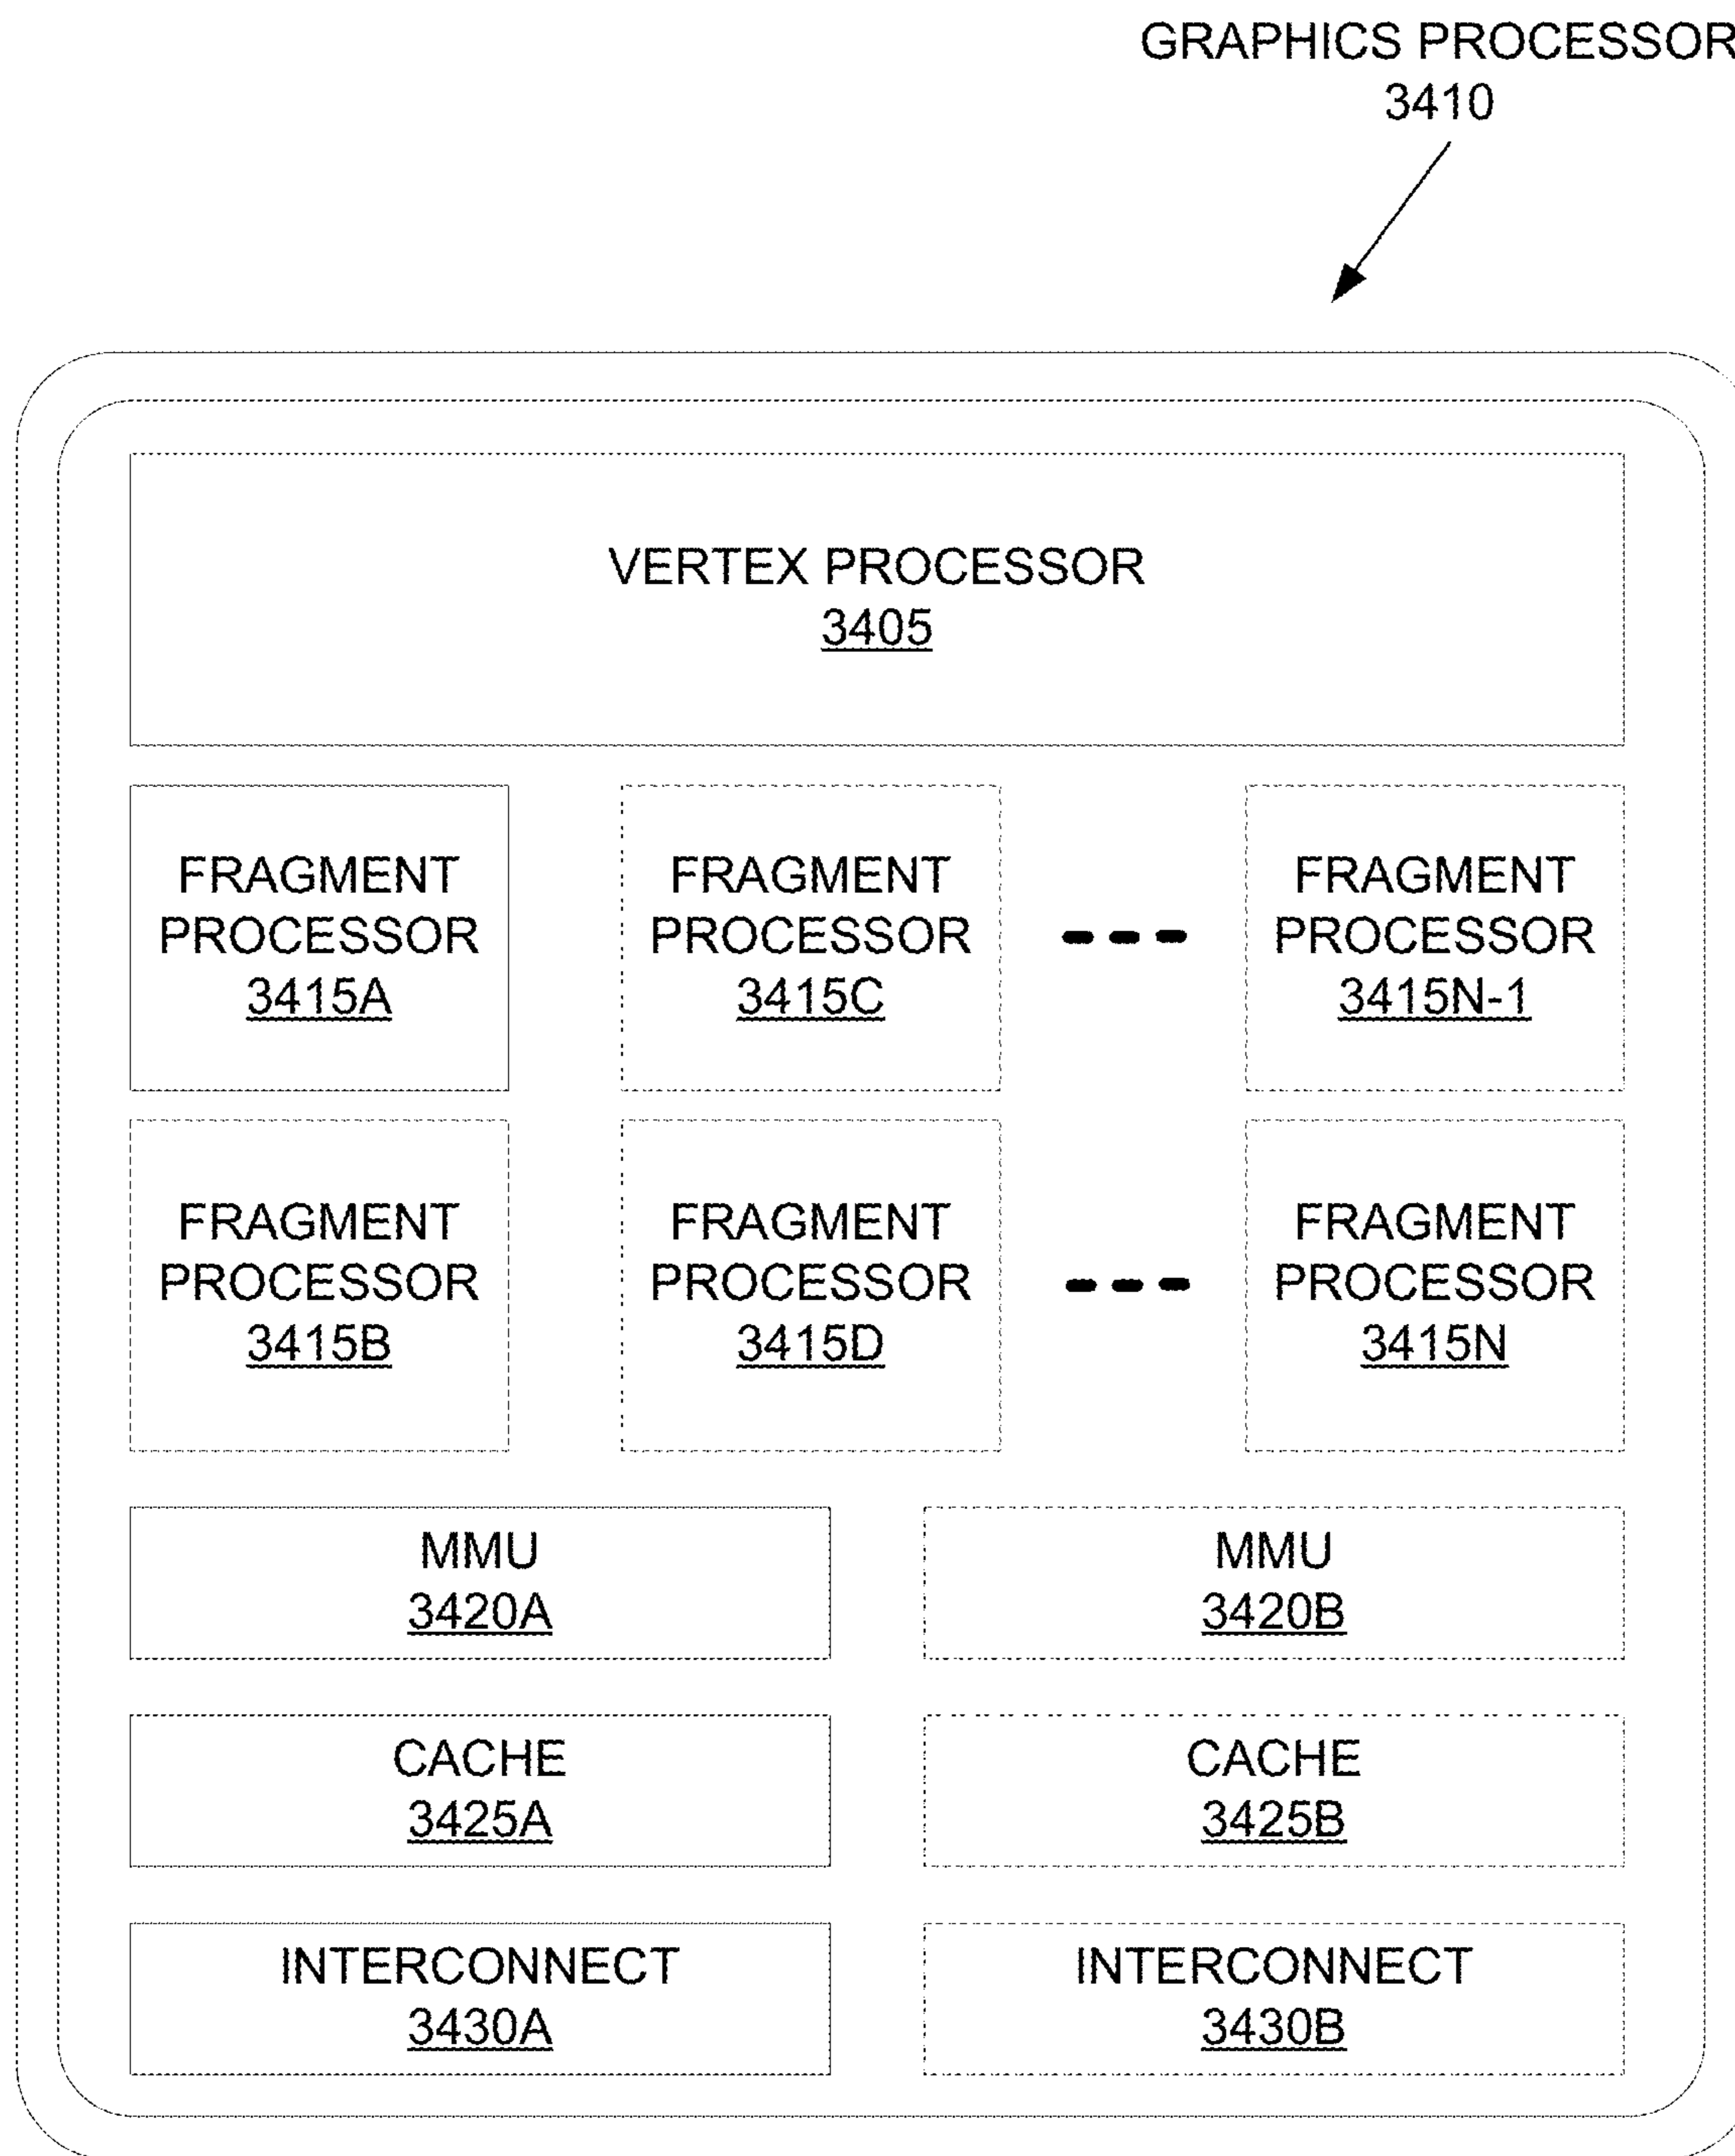 GRAPHICS PROCESSOR
3410
VERTEX PROCESSOR
3405
FRAGMENT
PROCESSOR
3415A
FRAGMENT
PROCESSOR
3415C
FRAGMENT
PROCESSOR
3415N-1
FRAGMENT
PROCESSOR
3415B
FRAGMENT
PROCESSOR
3415D
FRAGMENT
PROCESSOR
3415N
MMU
3420A
MMU
3420B
CACHE
3425A
CACHE
3425B
INTERCONNECT
3430A
INTERCONNECT
3430B